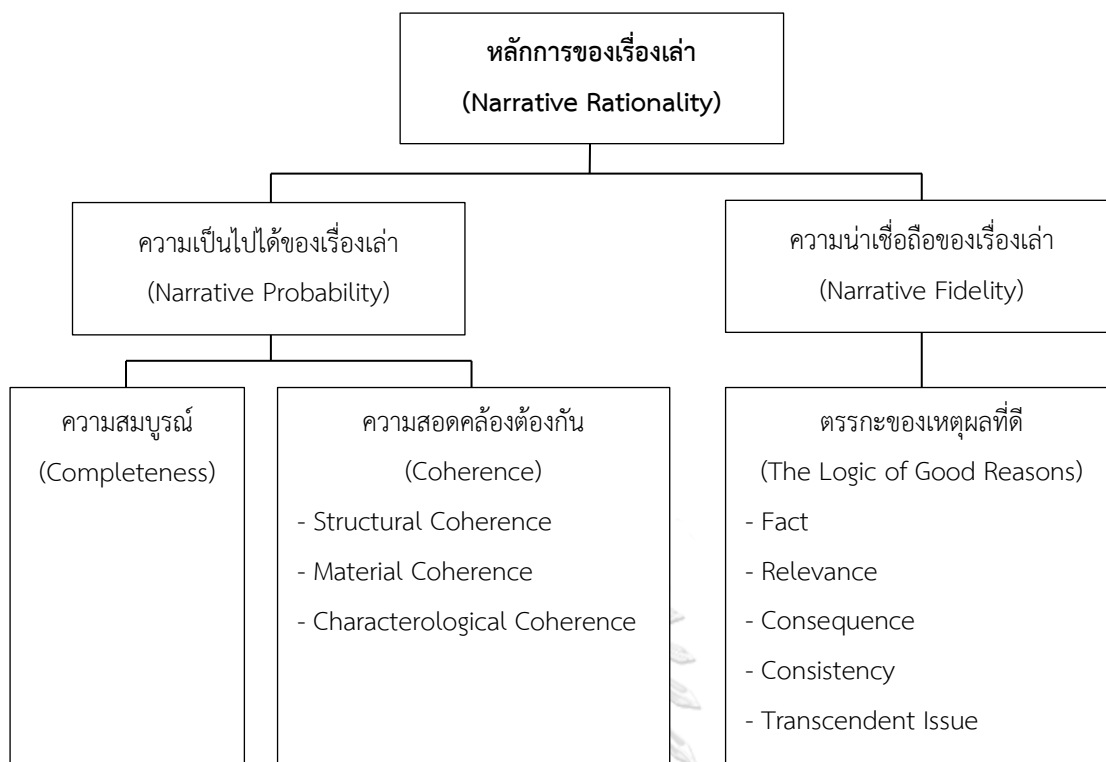 หลักการของเรื่องเล่า
(Narrative Rationality)
ความเป็นไปได้ของเรื่องเล่า
(Narrative Probability)
ความน่าเชื่อถือของเรื่องเล่า
(Narrative Fidelity)
ความสมบูรณ์
(Completeness)
ความสอดคล้องต้องกัน
(Coherence)
- Structural Coherence
- Material Coherence
- Characterological Coherence
ตรรกะของเหตุผลที่ดี
(The Logic of Good Reasons)
- Fact
- Relevance
- Consequence
- Consistency
- Transcendent Issue